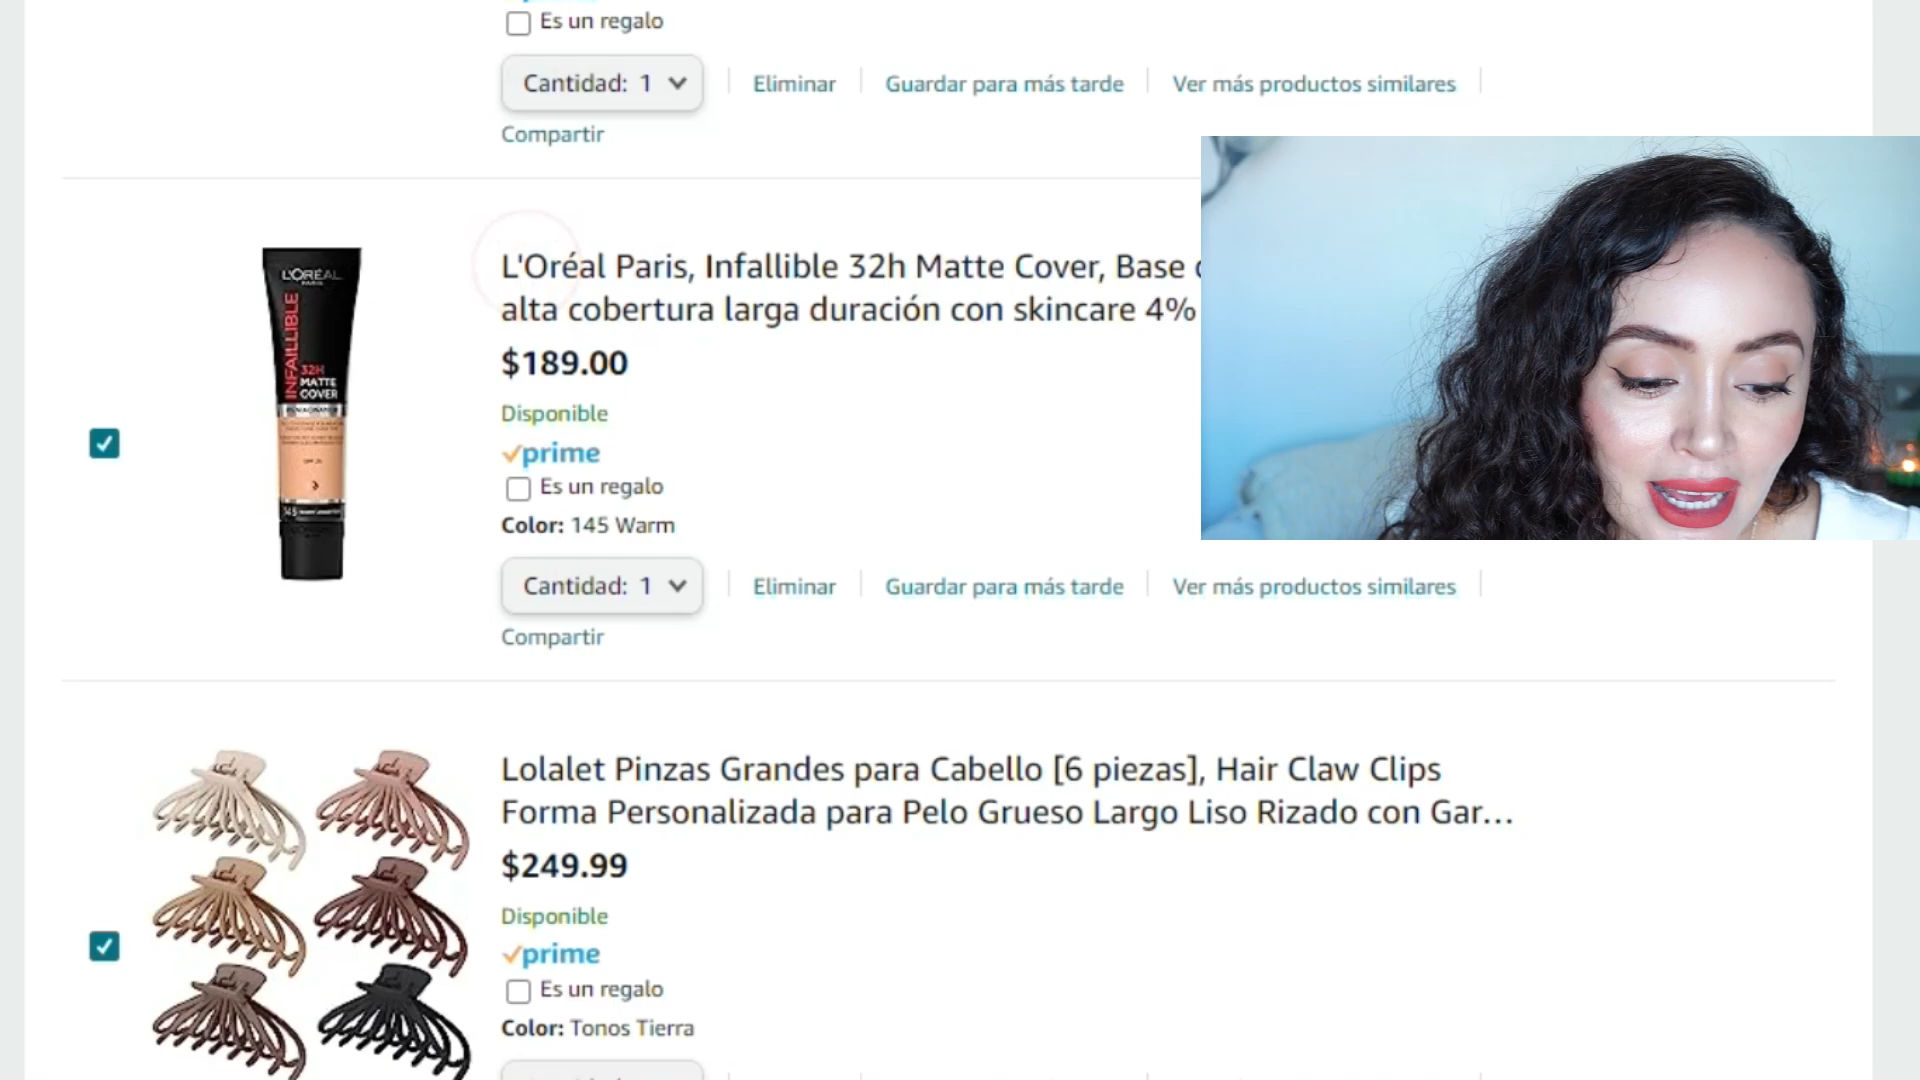 Es un regalo
Cantidad: 1
Eliminar
Guardar para más tarde
Ver más productos similares
Compartir
L'ORÉAL
PARIS
INFAILLIBLE
32H
MATTE
COVER
145
L'Oréal Paris, Infallible 32h Matte Cover, Base
alta cobertura larga duración con skincare 4%
$189.00
Disponible
prime
Es un regalo
Color: 145 Warm
Cantidad: 1
Eliminar
Guardar para más tarde
Ver más productos similares
Compartir
Lolalet Pinzas Grandes para Cabello [6 piezas], Hair Claw Clips
Forma Personalizada para Pelo Grueso Largo Liso Rizado con Gar...
$249.99
Disponible
prime
Es un regalo
Color: Tonos Tierra